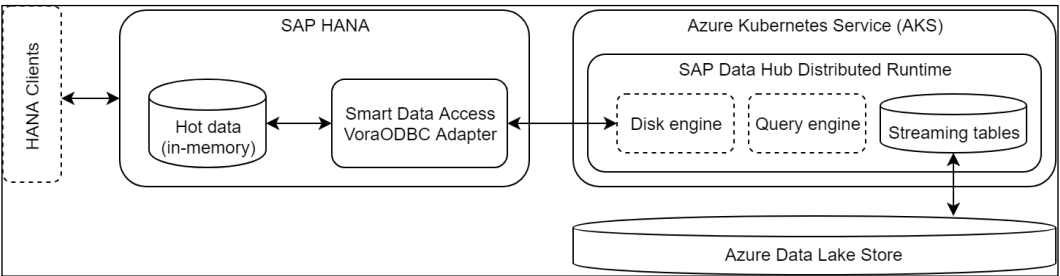 HANA Clients
SAP HANA
Hot data
(in-memory)
Smart Data Access
VoraODBC Adapter
Azure Kubernetes Service (AKS)
SAP Data Hub Distributed Runtime
Disk engine
Query engine
Streaming tables
Azure Data Lake Store